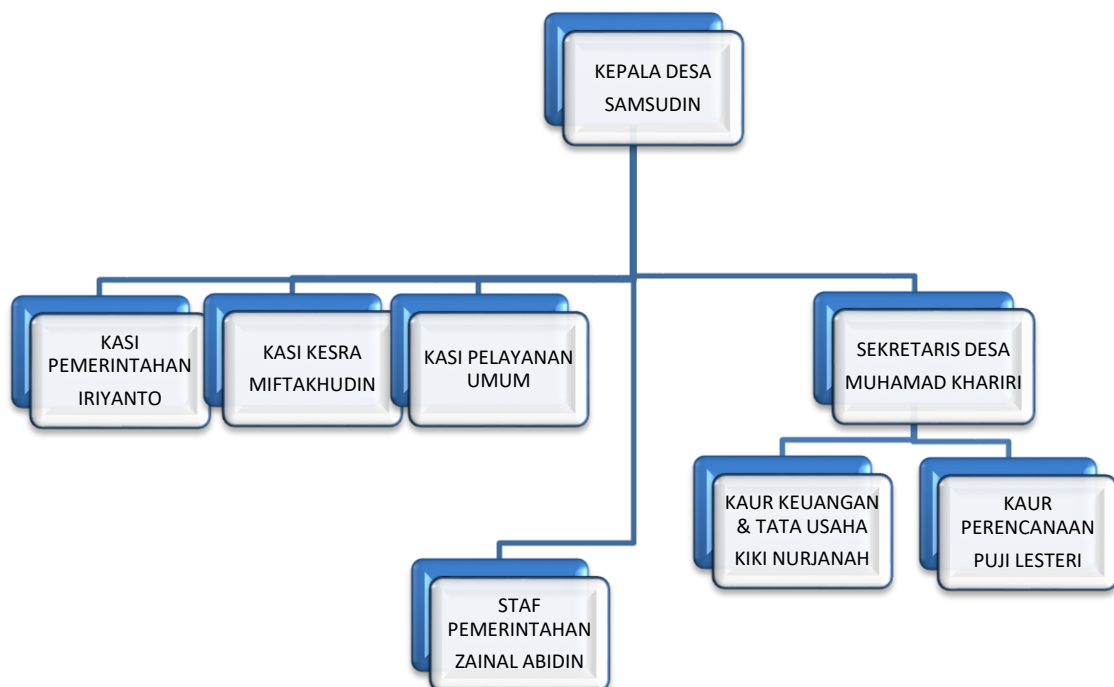 KEPALA DESA
SAMSUDIN
KASI
PEMERINTAHAN
IRIYANTO
KASI KESRA
MIFTAKHUDIN
KASI PELAYANAN
UMUM
SEKRETARIS DESA
MUHAMAD KHARIRI
KAUR KEUANGAN
& TATA USAHA
KIKI NURJANAH
KAUR
PERENCANAAN
PUJI LESTERI
STAF
PEMERINTAHAN
ZAINAL ABIDIN